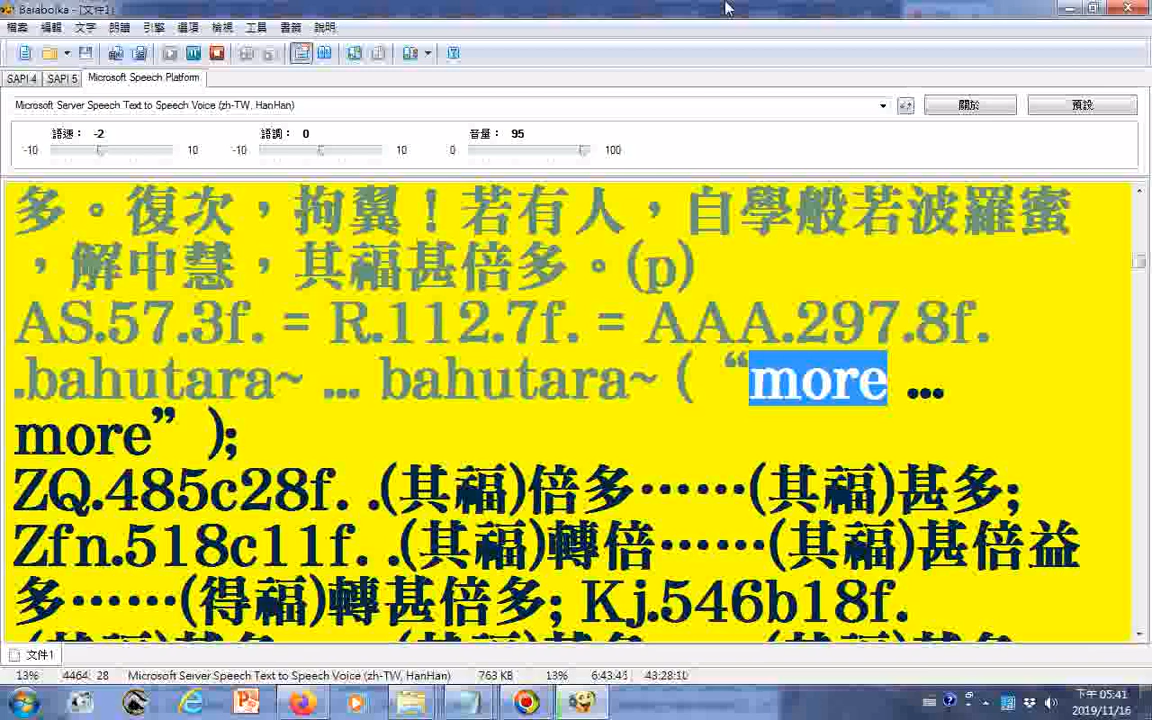 Balabolka - [文件1]
檔案 編輯 文字 朗讀 引擎 選項 檢視 工具 書籤 說明
SAPI 4 SAPI 5 Microsoft Speech Platform
Microsoft Server Speech Text to Speech Voice (zh-TW, HanHan) 關於 預設
語速： -2 語調： 0 音量： 95
-10 10 -10 10 0 100
多。復次，拘翼！若有人，自學般若波羅蜜
，解中慧，其福甚倍多。(p)
AS.57.3f. = R.112.7f. = AAA.297.8f.
.bahutara~ ... bahutara~ ( “more ...
more” );
ZQ.485c28f. .(其福)倍多……(其福)甚多;
Zfn.518c11f. .(其福)轉倍……(其福)甚倍益
多……(得福)轉甚倍多; Kj.546b18f.
文件1
13% 4464: 28 Microsoft Server Speech Text to Speech Voice (zh-TW, HanHan) 763 KB 13% 6:43:45 43:28:10
下午 05:41
2019/11/16